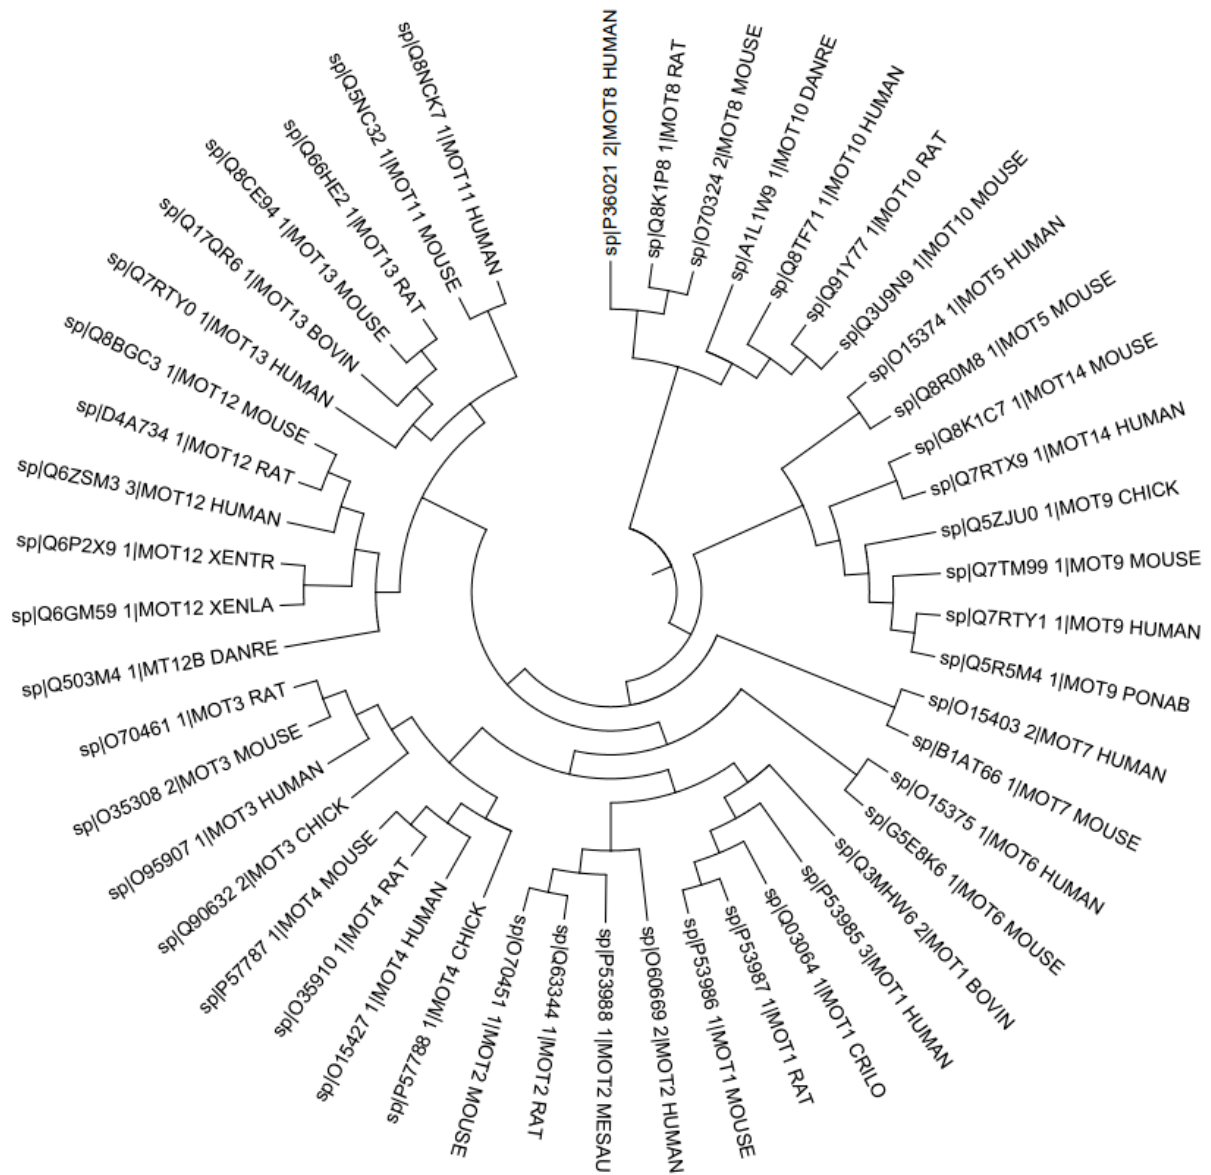 sp|P36021 2|MOT8 HUMAN
sp|Q8K1P8 1|MOT8 RAT
sp|O70324 2|MOT8 MOUSE
sp|A1L1W9 1|MOT10 DANRE
sp|Q8TF71 1|MOT10 HUMAN
sp|Q91Y77 1|MOT10 RAT
sp|Q3U9N9 1|MOT10 MOUSE
sp|O15374 1|MOT5 HUMAN
sp|Q8R0M8 1|MOT5 MOUSE
sp|Q8K1C7 1|MOT14 MOUSE
sp|Q7RTX9 1|MOT14 HUMAN
sp|Q5ZJU0 1|MOT9 CHICK
sp|Q7TM99 1|MOT9 MOUSE
sp|Q7RTY1 1|MOT9 HUMAN
sp|Q5R5M4 1|MOT9 PONAB
sp|O15403 2|MOT7 HUMAN
sp|B1AT66 1|MOT7 MOUSE
sp|O15375 1|MOT6 HUMAN
sp|G5E8K6 1|MOT6 MOUSE
sp|Q3MHW6 2|MOT1 BOVIN
sp|P53985 3|MOT1 HUMAN
sp|Q03064 1|MOT1 CRILO
sp|P53987 1|MOT1 RAT
sp|P53986 1|MOT1 MOUSE
sp|O60669 2|MOT2 HUMAN
sp|P53988 1|MOT2 MESAU
sp|Q63344 1|MOT2 RAT
sp|O70451 1|MOT2 MOUSE
sp|P57788 1|MOT4 CHICK
sp|O15427 1|MOT4 HUMAN
sp|O35910 1|MOT4 RAT
sp|P57787 1|MOT4 MOUSE
sp|Q90632 2|MOT3 CHICK
sp|O95907 1|MOT3 HUMAN
sp|O35308 2|MOT3 MOUSE
sp|O70461 1|MOT3 RAT
sp|Q503M4 1|MT12B DANRE
sp|Q6GM59 1|MOT12 XENLA
sp|Q6P2X9 1|MOT12 XENTR
sp|Q6ZSM3 3|MOT12 HUMAN
sp|D4A734 1|MOT12 RAT
sp|Q8BGC3 1|MOT12 MOUSE
sp|Q7RTY0 1|MOT13 HUMAN
sp|Q17QR6 1|MOT13 BOVIN
sp|Q8CE94 1|MOT13 MOUSE
sp|Q66HE2 1|MOT13 RAT
sp|Q5NC32 1|MOT11 MOUSE
sp|Q8NCK7 1|MOT11 HUMAN